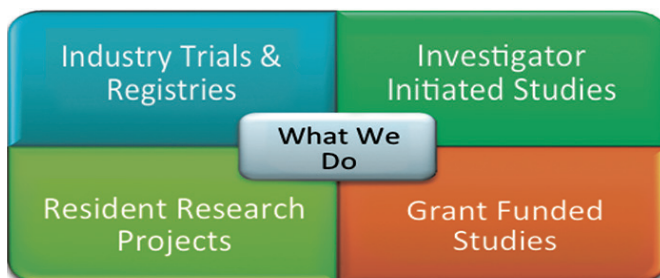 Industry Trials &
Registries
Investigator
Initiated Studies
What We
Do
Resident Research
Projects
Grant Funded
Studies